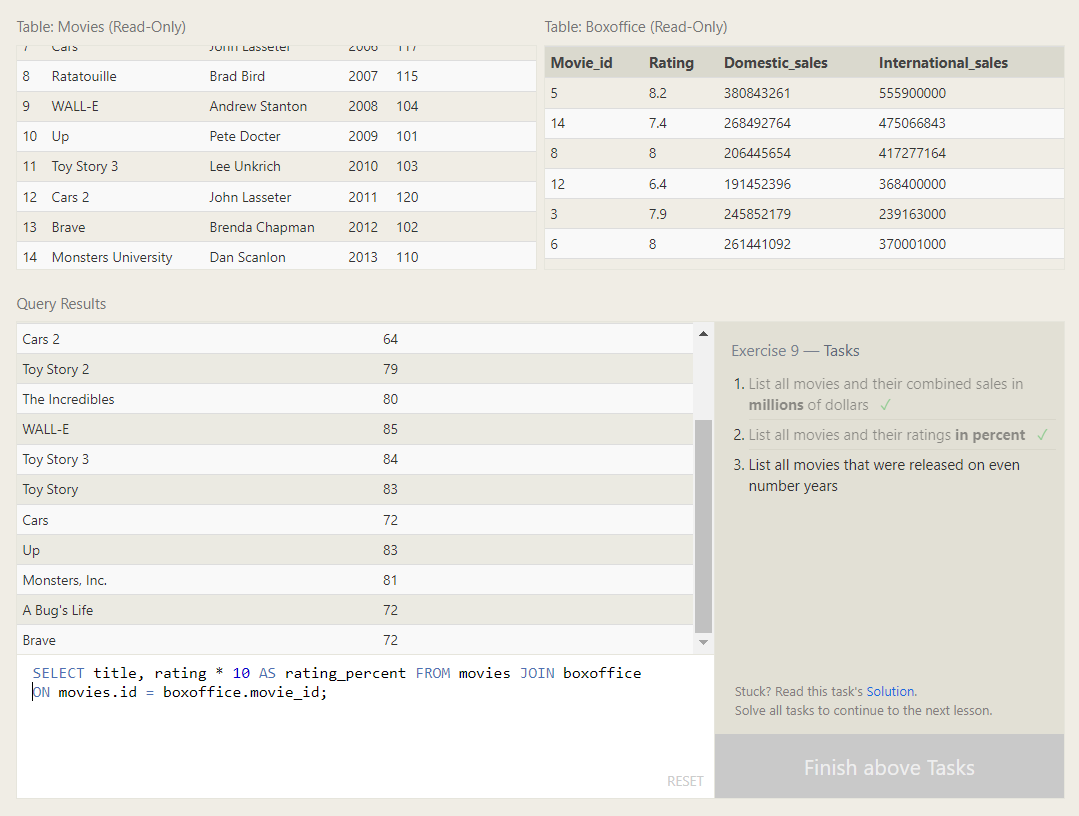 Table: Movies (Read-Only)
7 Cars John Lasseter 2006 117
8 Ratatouille Brad Bird 2007 115
9 WALL-E Andrew Stanton 2008 104
10 Up Pete Docter 2009 101
11 Toy Story 3 Lee Unkrich 2010 103
12 Cars 2 John Lasseter 2011 120
13 Brave Brenda Chapman 2012 102
14 Monsters University Dan Scanlon 2013 110
Table: Boxoffice (Read-Only)
Movie_id Rating Domestic_sales International_sales
5 8.2 380843261 555900000
14 7.4 268492764 475066843
8 8 206445654 417277164
12 6.4 191452396 368400000
3 7.9 245852179 239163000
6 8 261441092 370001000
Query Results
Cars 2 64
Toy Story 2 79
The Incredibles 80
WALL-E 85
Toy Story 3 84
Toy Story 83
Cars 72
Up 83
Monsters, Inc. 81
A Bug's Life 72
Brave 72
SELECT title, rating * 10 AS rating_percent FROM movies JOIN boxoffice
ON movies.id = boxoffice.movie_id;
RESET
Exercise 9 — Tasks
1. List all movies and their combined sales in
millions of dollars ✓
2. List all movies and their ratings in percent ✓
3. List all movies that were released on even
number years
Stuck? Read this task's Solution.
Solve all tasks to continue to the next lesson.
Finish above Tasks